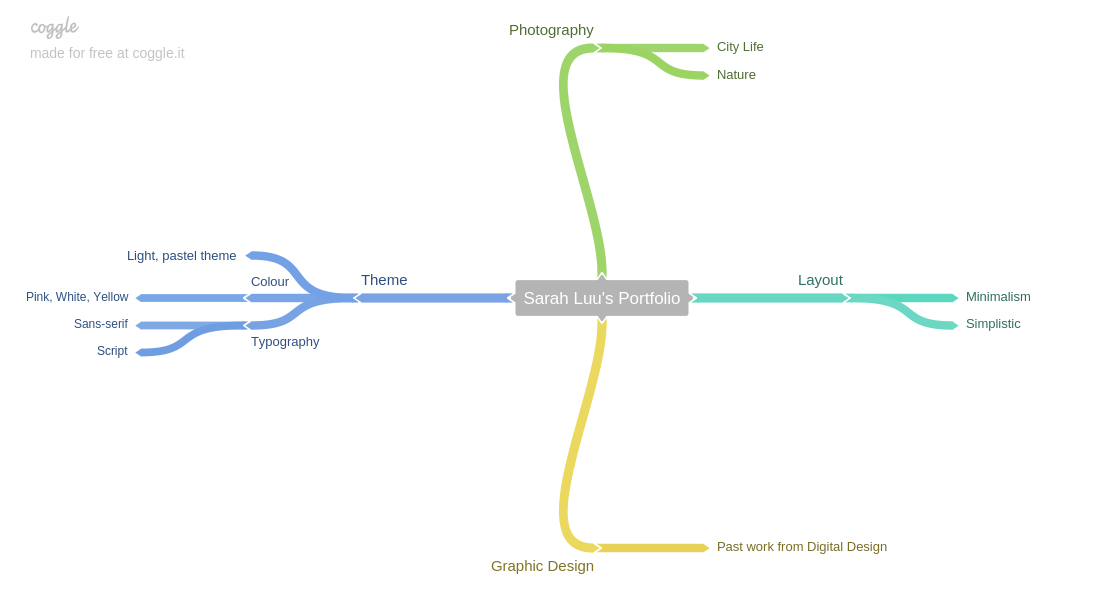 coggle
made for free at coggle.it
Photography
City Life
Nature
Light, pastel theme
Colour
Theme
Pink, White, Yellow
Sans-serif
Typography
Script
Sarah Luu's Portfolio
Layout
Minimalism
Simplistic
Past work from Digital Design
Graphic Design